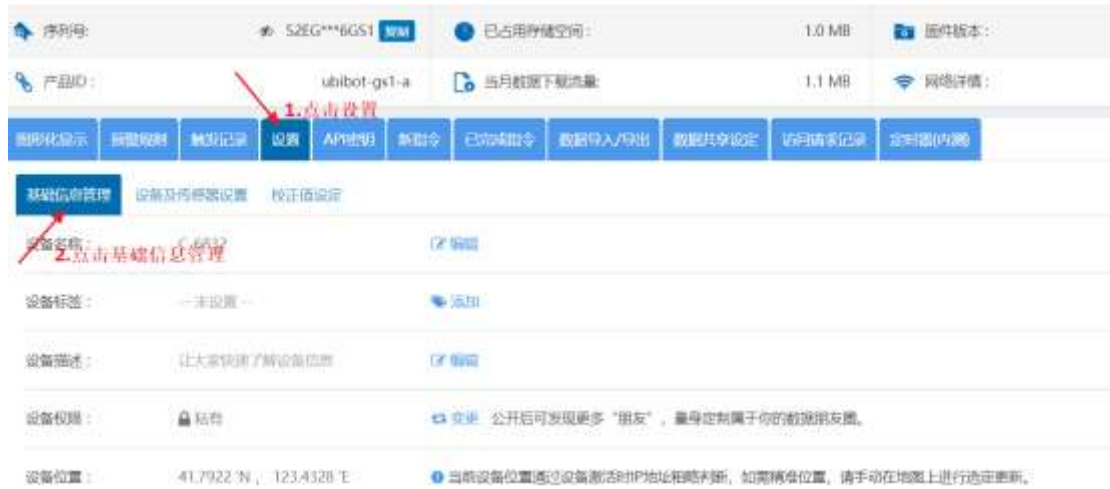 序列号: S2EG***6GS1 复制 已占用存储空间: 1.0 MB 固件版本:
产品ID: ubibot-gs1-a 当月数据下载流量: 1.1 MB 网络详情:
1.点击设置
图形化显示 预警规则 触发记录 设置 API密钥 新指令 已完成指令 数据导入/导出 数据共享设定 访问请求记录 定时器(内测)
基础信息管理 设备及传感器设置 校正值设定
设备名称: C-6832 编辑
2.点击基础信息管理
设备标签: --未设置-- 添加
设备描述: 让大家快速了解设备信息 编辑
设备权限: 私有 变更 公开后可发现更多“朋友”,量身定制属于你的数据朋友圈。
设备位置: 41.7922 °N , 123.4328 °E 当前设备位置通过设备激活时IP地址粗略判断,如需精准位置,请手动在地图上进行选定更新。